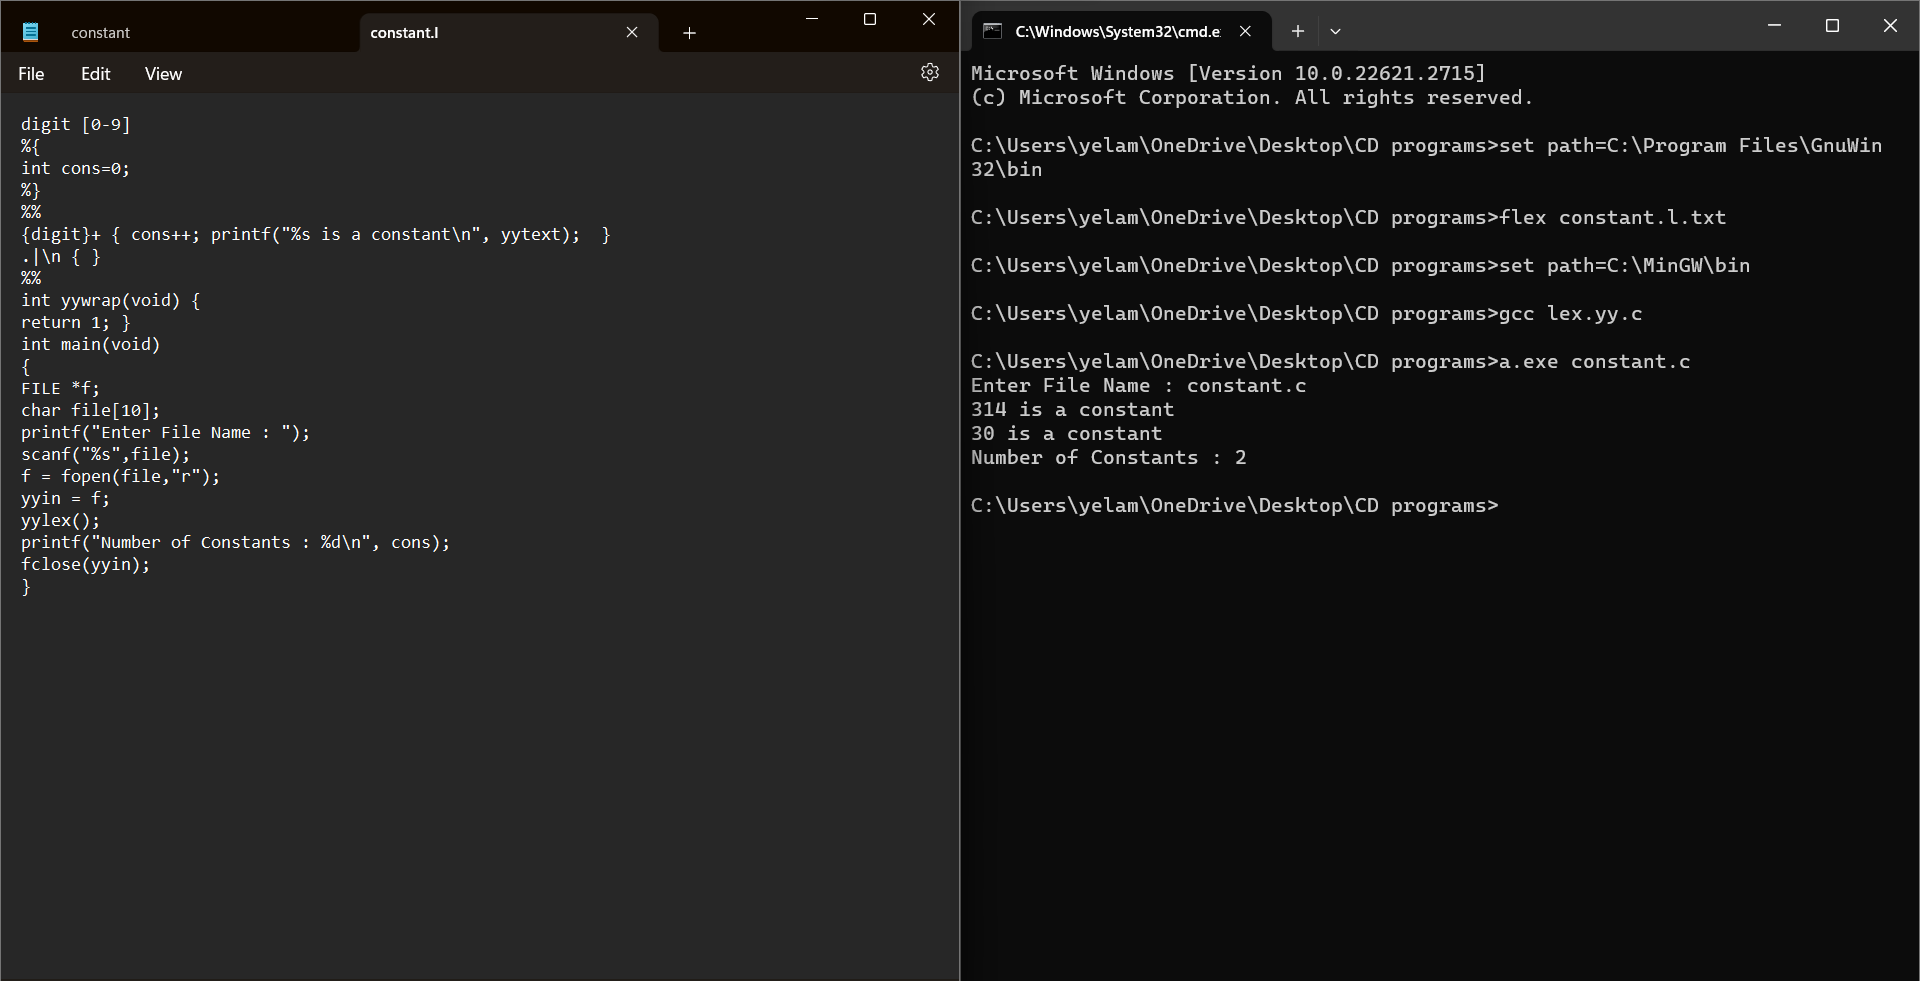 constant
constant.l
File Edit View
digit [0-9]
%{
int cons=0;
%}
%%
{digit}+ { cons++; printf("%s is a constant\n", yytext);  }
.|\n { }
%%
int yywrap(void) {
return 1; }
int main(void)
{
FILE *f;
char file[10];
printf("Enter File Name : ");
scanf("%s",file);
f = fopen(file,"r");
yyin = f;
yylex();
printf("Number of Constants : %d\n", cons);
fclose(yyin);
}
C:\Windows\System32\cmd.e
Microsoft Windows [Version 10.0.22621.2715]
(c) Microsoft Corporation. All rights reserved.
C:\Users\yelam\OneDrive\Desktop\CD programs>set path=C:\Program Files\GnuWin
32\bin
C:\Users\yelam\OneDrive\Desktop\CD programs>flex constant.l.txt
C:\Users\yelam\OneDrive\Desktop\CD programs>set path=C:\MinGW\bin
C:\Users\yelam\OneDrive\Desktop\CD programs>gcc lex.yy.c
C:\Users\yelam\OneDrive\Desktop\CD programs>a.exe constant.c
Enter File Name : constant.c
314 is a constant
30 is a constant
Number of Constants : 2
C:\Users\yelam\OneDrive\Desktop\CD programs>